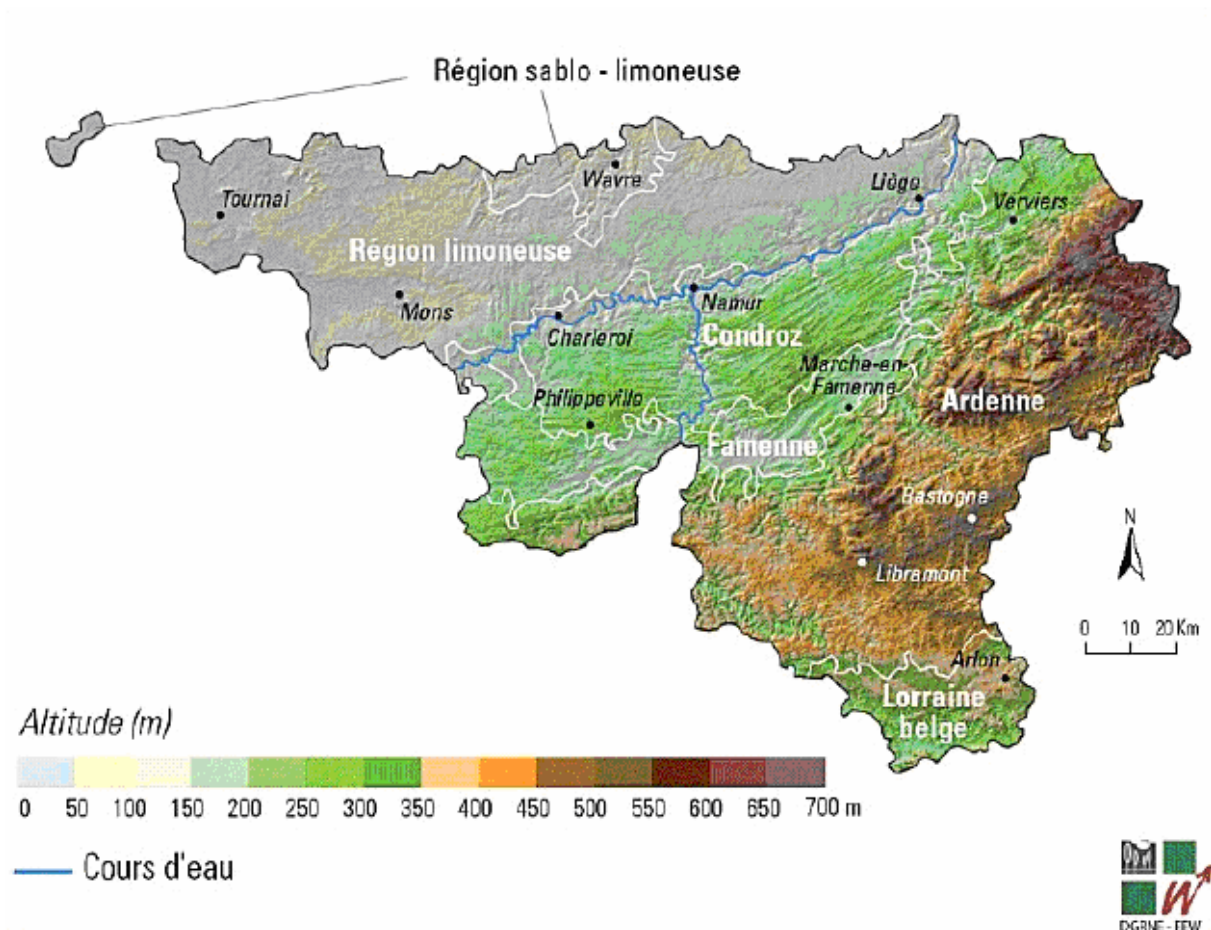 Région sablo - limoneuse
Wavre
Liège
Tournai
Verviers
Région limoneuse
Mons
Namur
Charleroi
Condroz
Marche-en-
Famenne
Philippeville
Ardenne
Famenne
Bastogne
N
Libramont
0 10 20 Km
Arlon
Lorraine
belge
Altitude (m)
0 50 100 150 200 250 300 350 400 450 500 550 600 650 700 m
Cours d'eau
DGRNE - EEW